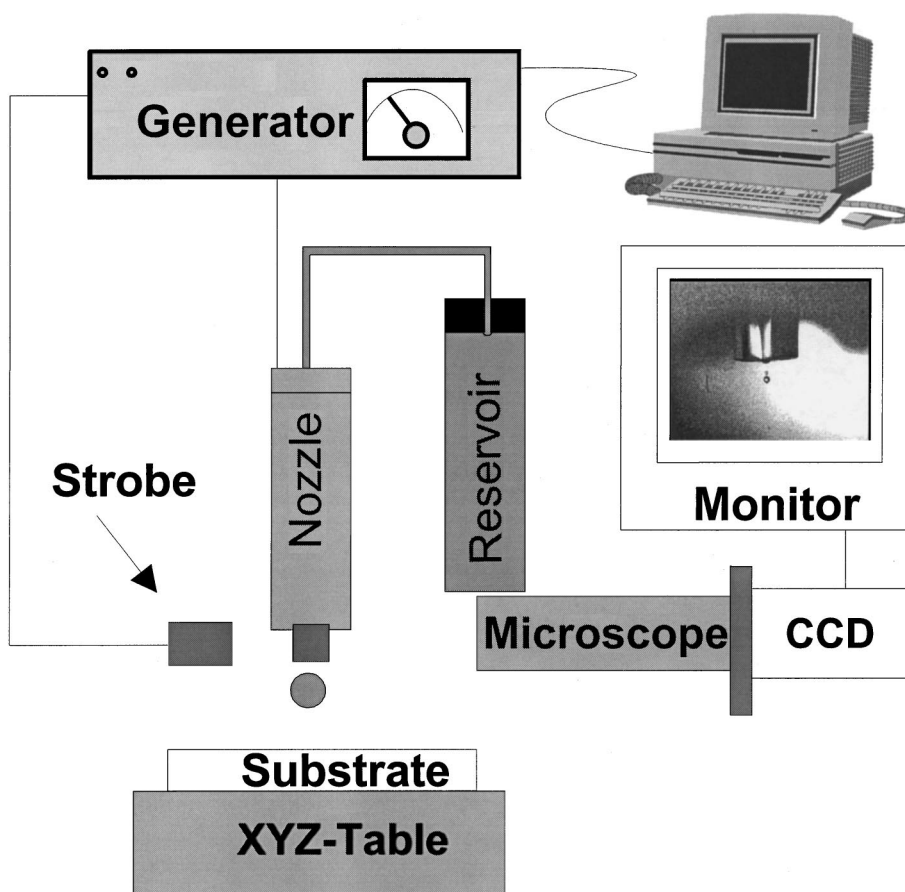 Generator
Nozzle
Reservoir
Strobe
Monitor
Microscope
CCD
Substrate
XYZ-Table